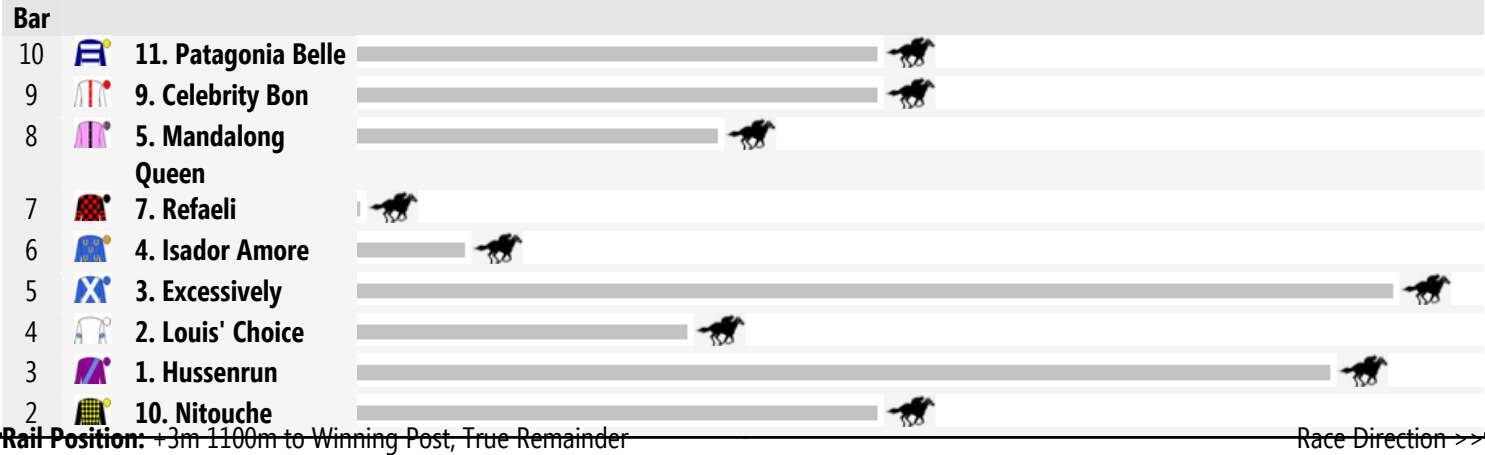 Bar
10 11. Patagonia Belle
9 9. Celebrity Bon
8 5. Mandalong
Queen
7 7. Refaeli
6 4. Isador Amore
5 3. Excessively
4 2. Louis' Choice
3 1. Hussenrun
2 10. Nitouche
Rail Position: +3m 1100m to Winning Post, True Remainder Race Direction >>